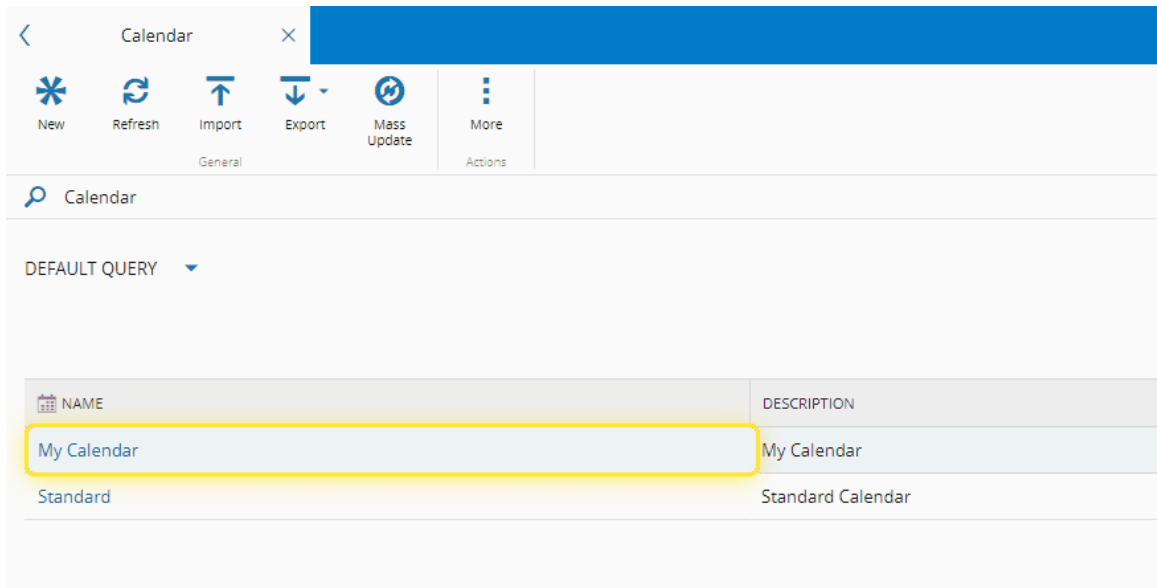 Calendar
New
Refresh
Import
Export
Mass
Update
More
General
Actions
Calendar
DEFAULT QUERY
NAME
DESCRIPTION
My Calendar
My Calendar
Standard
Standard Calendar